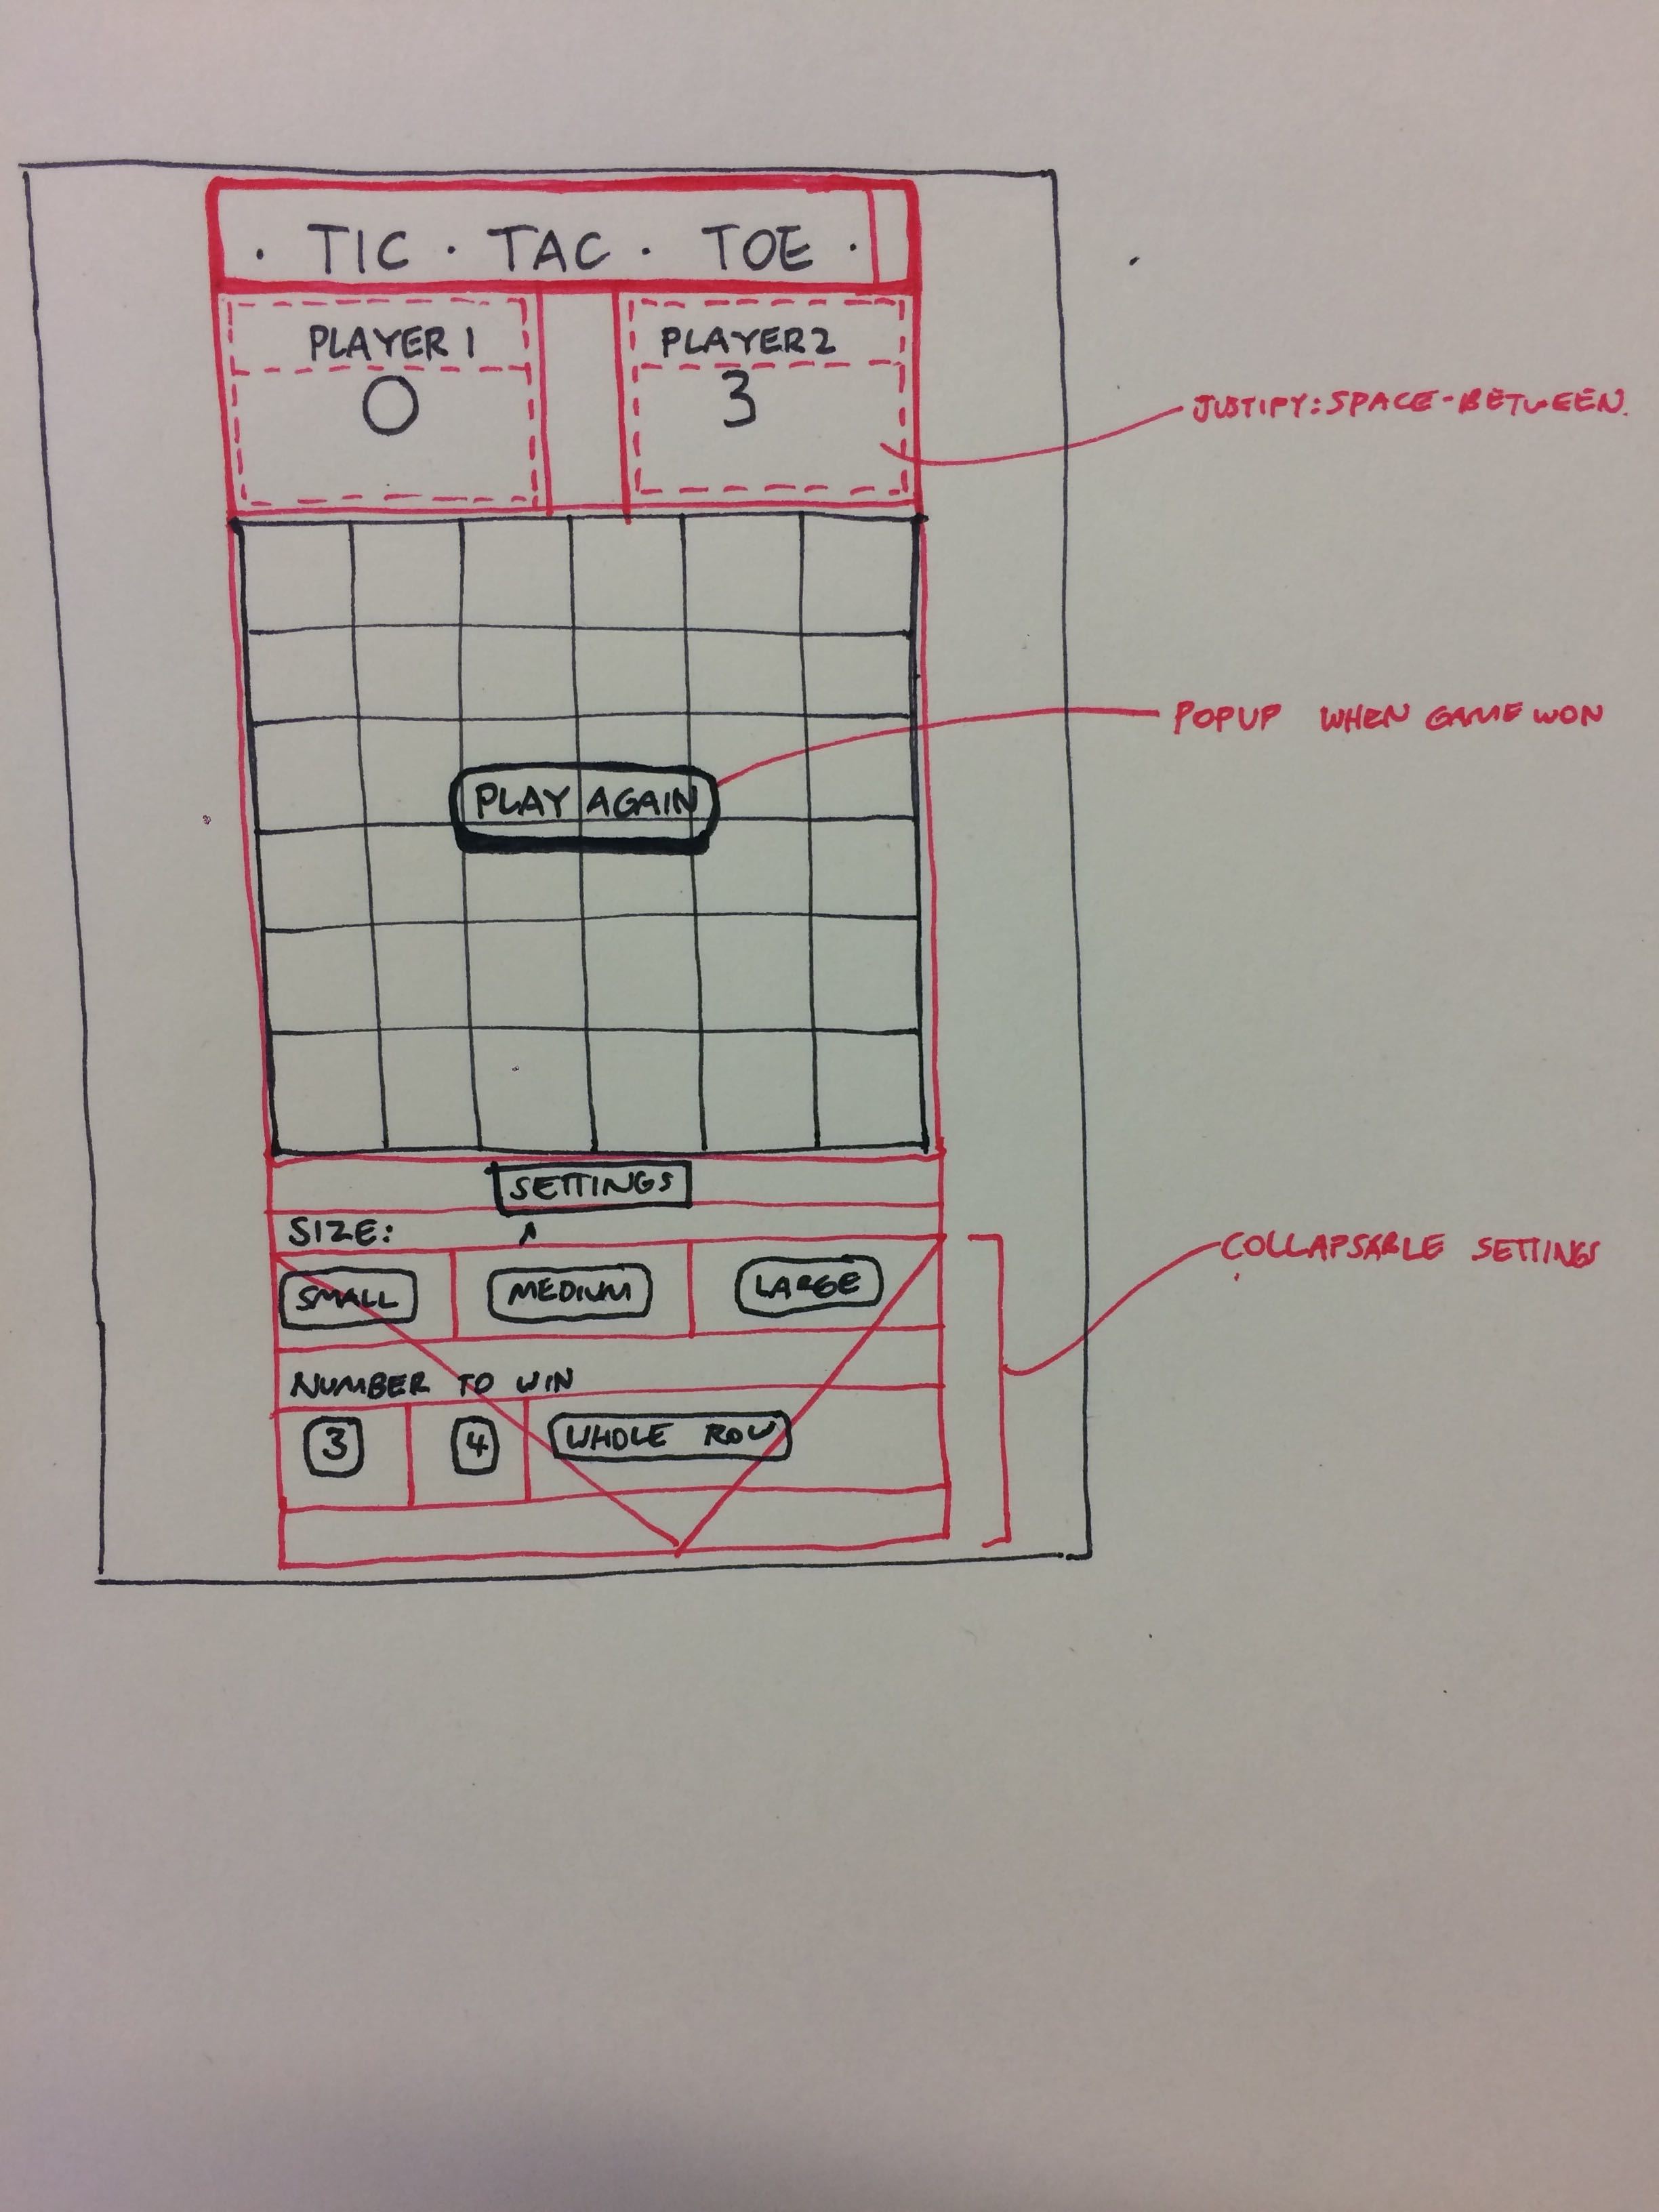 · TIC · TAC · TOE ·
PLAYER 1
PLAYER 2
0
3
JUSTIFY: SPACE-BETWEEN.
POPUP WHEN GAME WON
PLAY AGAIN
SETTINGS
SIZE:
COLLAPSABLE SETTINGS
SMALL
MEDIUM
LARGE
NUMBER TO WIN
3
4
WHOLE ROW